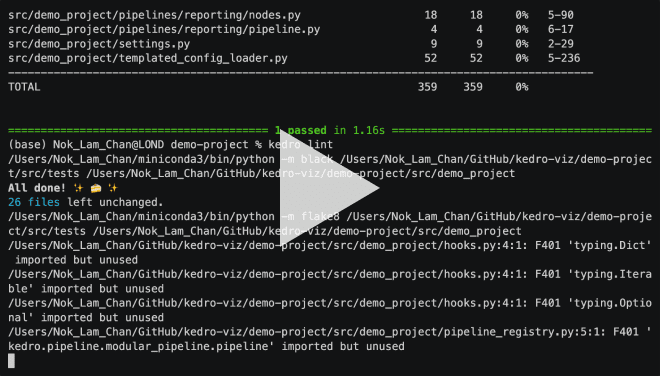 src/demo_project/pipelines/reporting/nodes.py 18 18 0% 5-90
src/demo_project/pipelines/reporting/pipeline.py 4 4 0% 6-17
src/demo_project/settings.py 9 9 0% 2-29
src/demo_project/templated_config_loader.py 52 52 0% 5-236
TOTAL 359 359 0%
1 passed in 1.16s
(base) Nok_Lam_Chan@LOND demo-project % kedro lint
/Users/Nok_Lam_Chan/miniconda3/bin/python -m black /Users/Nok_Lam_Chan/GitHub/kedro-viz/demo-projec
t/src/tests /Users/Nok_Lam_Chan/GitHub/kedro-viz/demo-project/src/demo_project
All done! ✨ 🍰 ✨
26 files left unchanged.
/Users/Nok_Lam_Chan/miniconda3/bin/python -m flake8 /Users/Nok_Lam_Chan/GitHub/kedro-viz/demo-proje
ct/src/tests /Users/Nok_Lam_Chan/GitHub/kedro-viz/demo-project/src/demo_project
/Users/Nok_Lam_Chan/GitHub/kedro-viz/demo-project/src/demo_project/hooks.py:4:1: F401 'typing.Dict'
imported but unused
/Users/Nok_Lam_Chan/GitHub/kedro-viz/demo-project/src/demo_project/hooks.py:4:1: F401 'typing.Itera
ble' imported but unused
/Users/Nok_Lam_Chan/GitHub/kedro-viz/demo-project/src/demo_project/hooks.py:4:1: F401 'typing.Optio
nal' imported but unused
/Users/Nok_Lam_Chan/GitHub/kedro-viz/demo-project/src/demo_project/pipeline_registry.py:5:1: F401 '
kedro.pipeline.modular_pipeline.pipeline' imported but unused